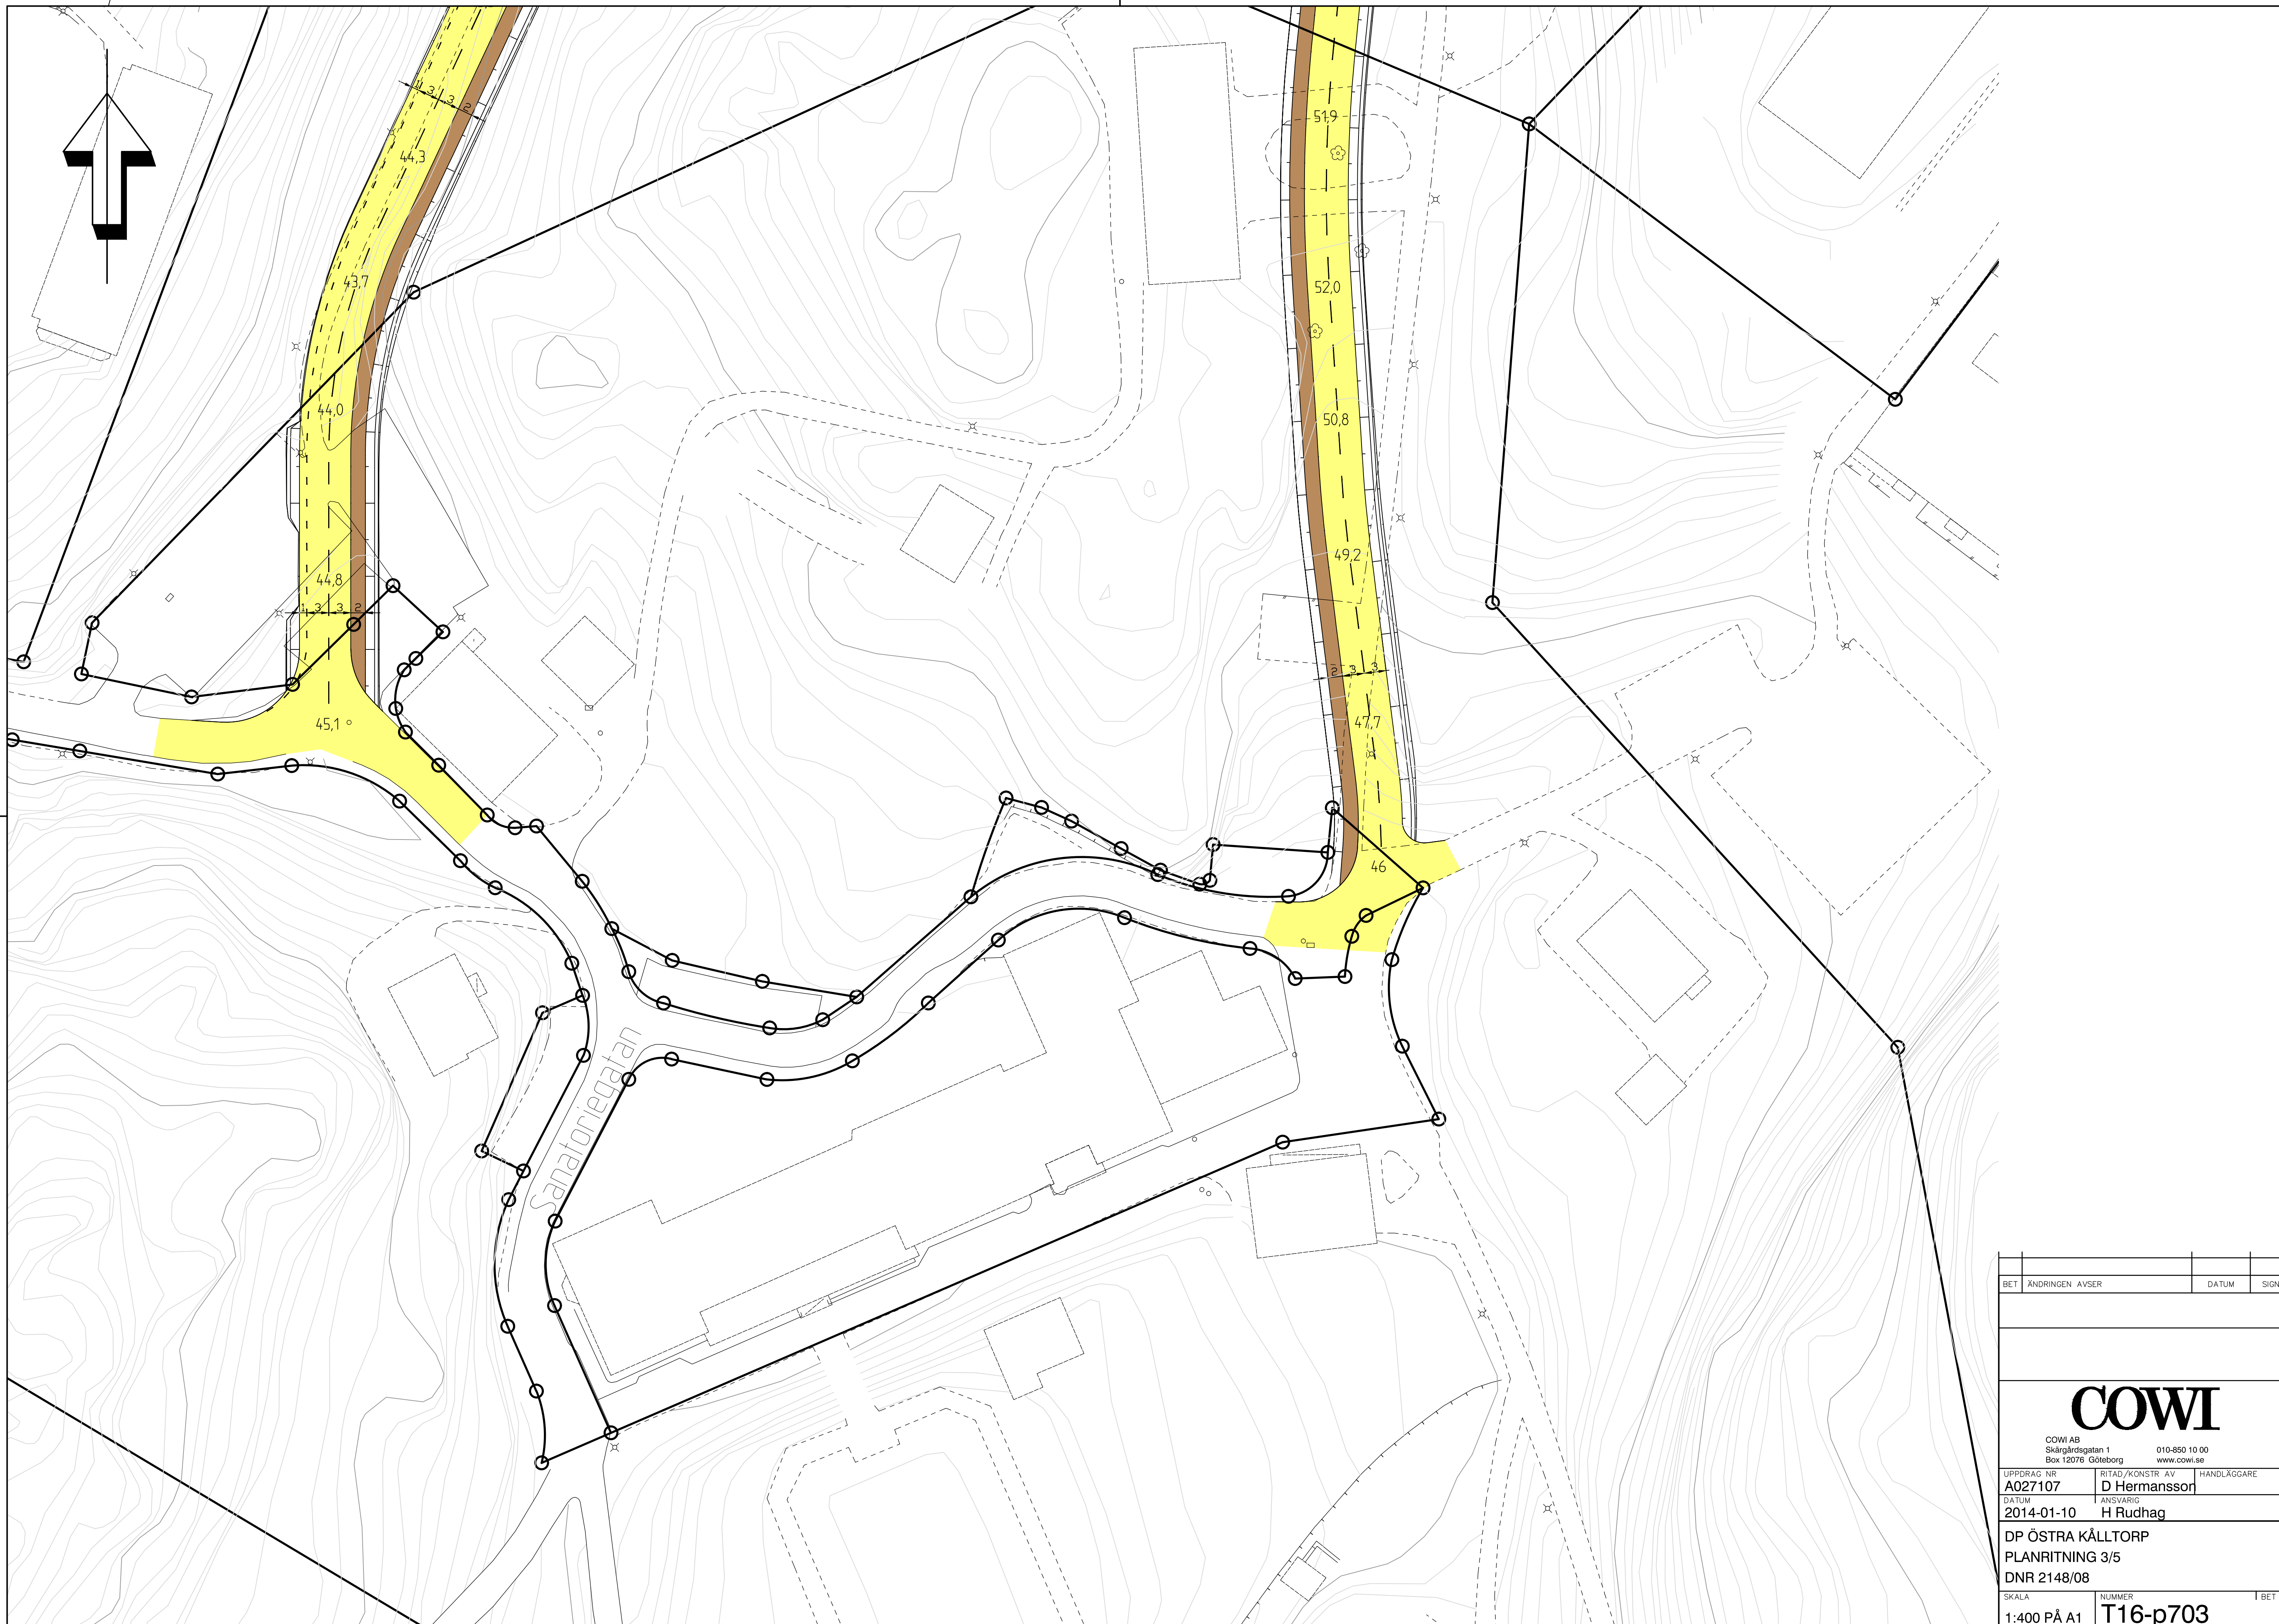 1 3 3 2
44,3
43,7
44,0
44,8
1 3 3 2
45,1
51,9
52,0
50,8
49,2
2 3 3
47,7
46
Sanatoriegatan
BET ÄNDRINGEN AVSER DATUM SIGN
COWI
COWI AB
Skärgårdsgatan 1 010-850 10 00
Box 12076 Göteborg www.cowi.se
UPPDRAG NR RITAD/KONSTR AV HANDLÄGGARE
A027107 D Hermansson
DATUM ANSVARIG
2014-01-10 H Rudhag
DP ÖSTRA KÅLLTORP
PLANRITNING 3/5
DNR 2148/08
SKALA NUMMER BET
1:400 PÅ A1 T16-p703